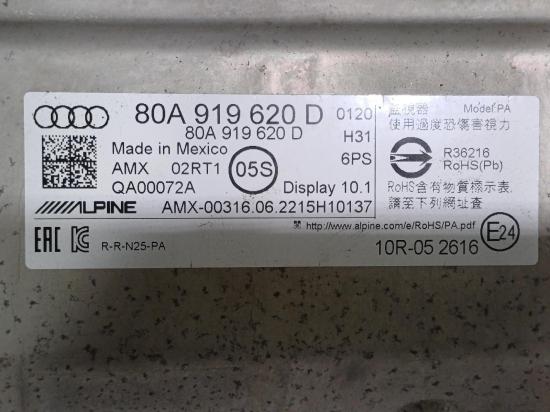 80A 919 620 D 0120
80A 919 620 D H31
Made in Mexico 6PS
AMX 02RT1 05S
QA00072A Display 10.1
ALPINE AMX-00316.06.2215H10137
監視器 Model:PA
使用過度恐傷害視力
R36216
RoHS(Pb)
RoHS含有物質標示表.
請至下列網址查
http://www.alpine.com/e/RoHS/PA.pdf
EAC R-R-N25-PA
10R-05 2616 E24